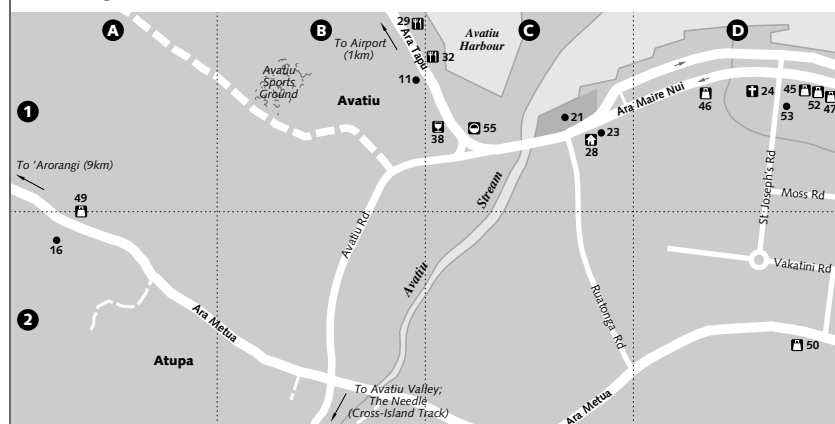 A
B
C
D
1
2
29
To Airport
(1km)
Ara Tapu
32
11
Avatiu
Harbour
Avatiu
Sports
Ground
Avatiu
38
55
21
23
28
Ara Maire Nui
46
24
45
52
47
53
To 'Arorangi (9km)
49
16
Avatiu Rd
Avatiu
Stream
St Joseph's Rd
Moss Rd
Vakatini Rd
Ruatonga Rd
Ara Metua
Atupa
50
To Avatiu Valley;
The Needle
(Cross-Island Track)
Ara Metua